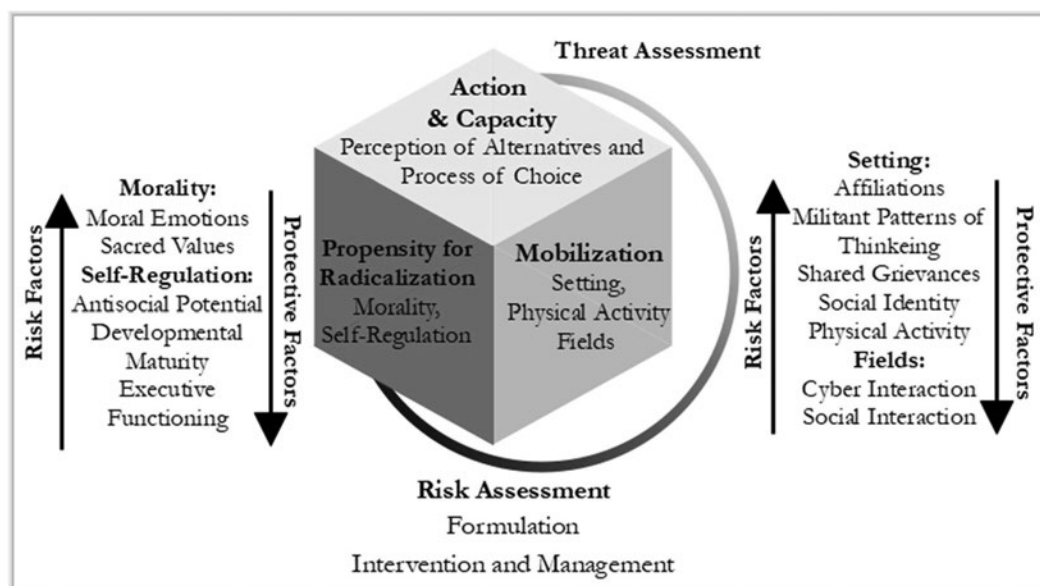 Threat Assessment
Action
& Capacity
Perception of Alternatives and
Process of Choice
Risk Factors
Morality:
Moral Emotions
Sacred Values
Self-Regulation:
Antisocial Potential
Developmental
Maturity
Executive
Functioning
Protective Factors
Propensity for
Radicalization
Morality,
Self-Regulation
Mobilization
Setting,
Physical Activity
Fields
Risk Factors
Setting:
Affiliations
Militant Patterns of
Thinkeing
Shared Grievances
Social Identity
Physical Activity
Fields:
Cyber Interaction
Social Interaction
Protective Factors
Risk Assessment
Formulation
Intervention and Management